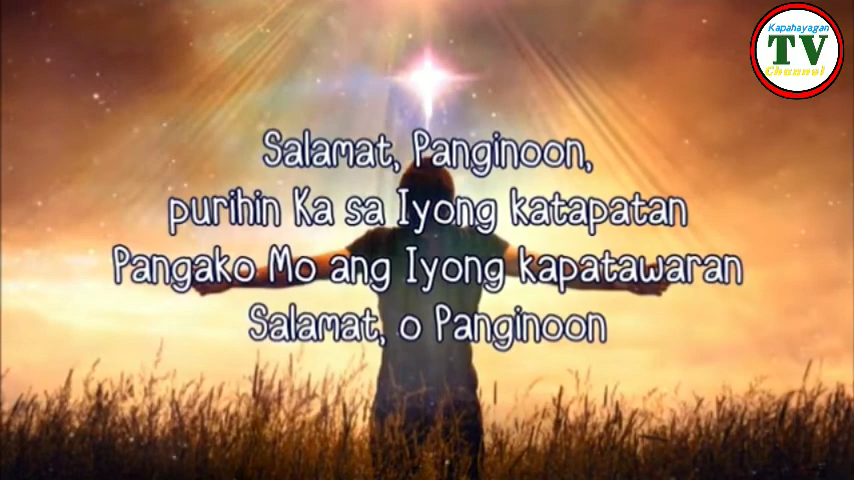 Kapahayagan
TV
Channel
Salamat, Panginoon,
purihin Ka sa Iyong katapatan
Pangako Mo ang Iyong kapatawaran
Salamat, o Panginoon